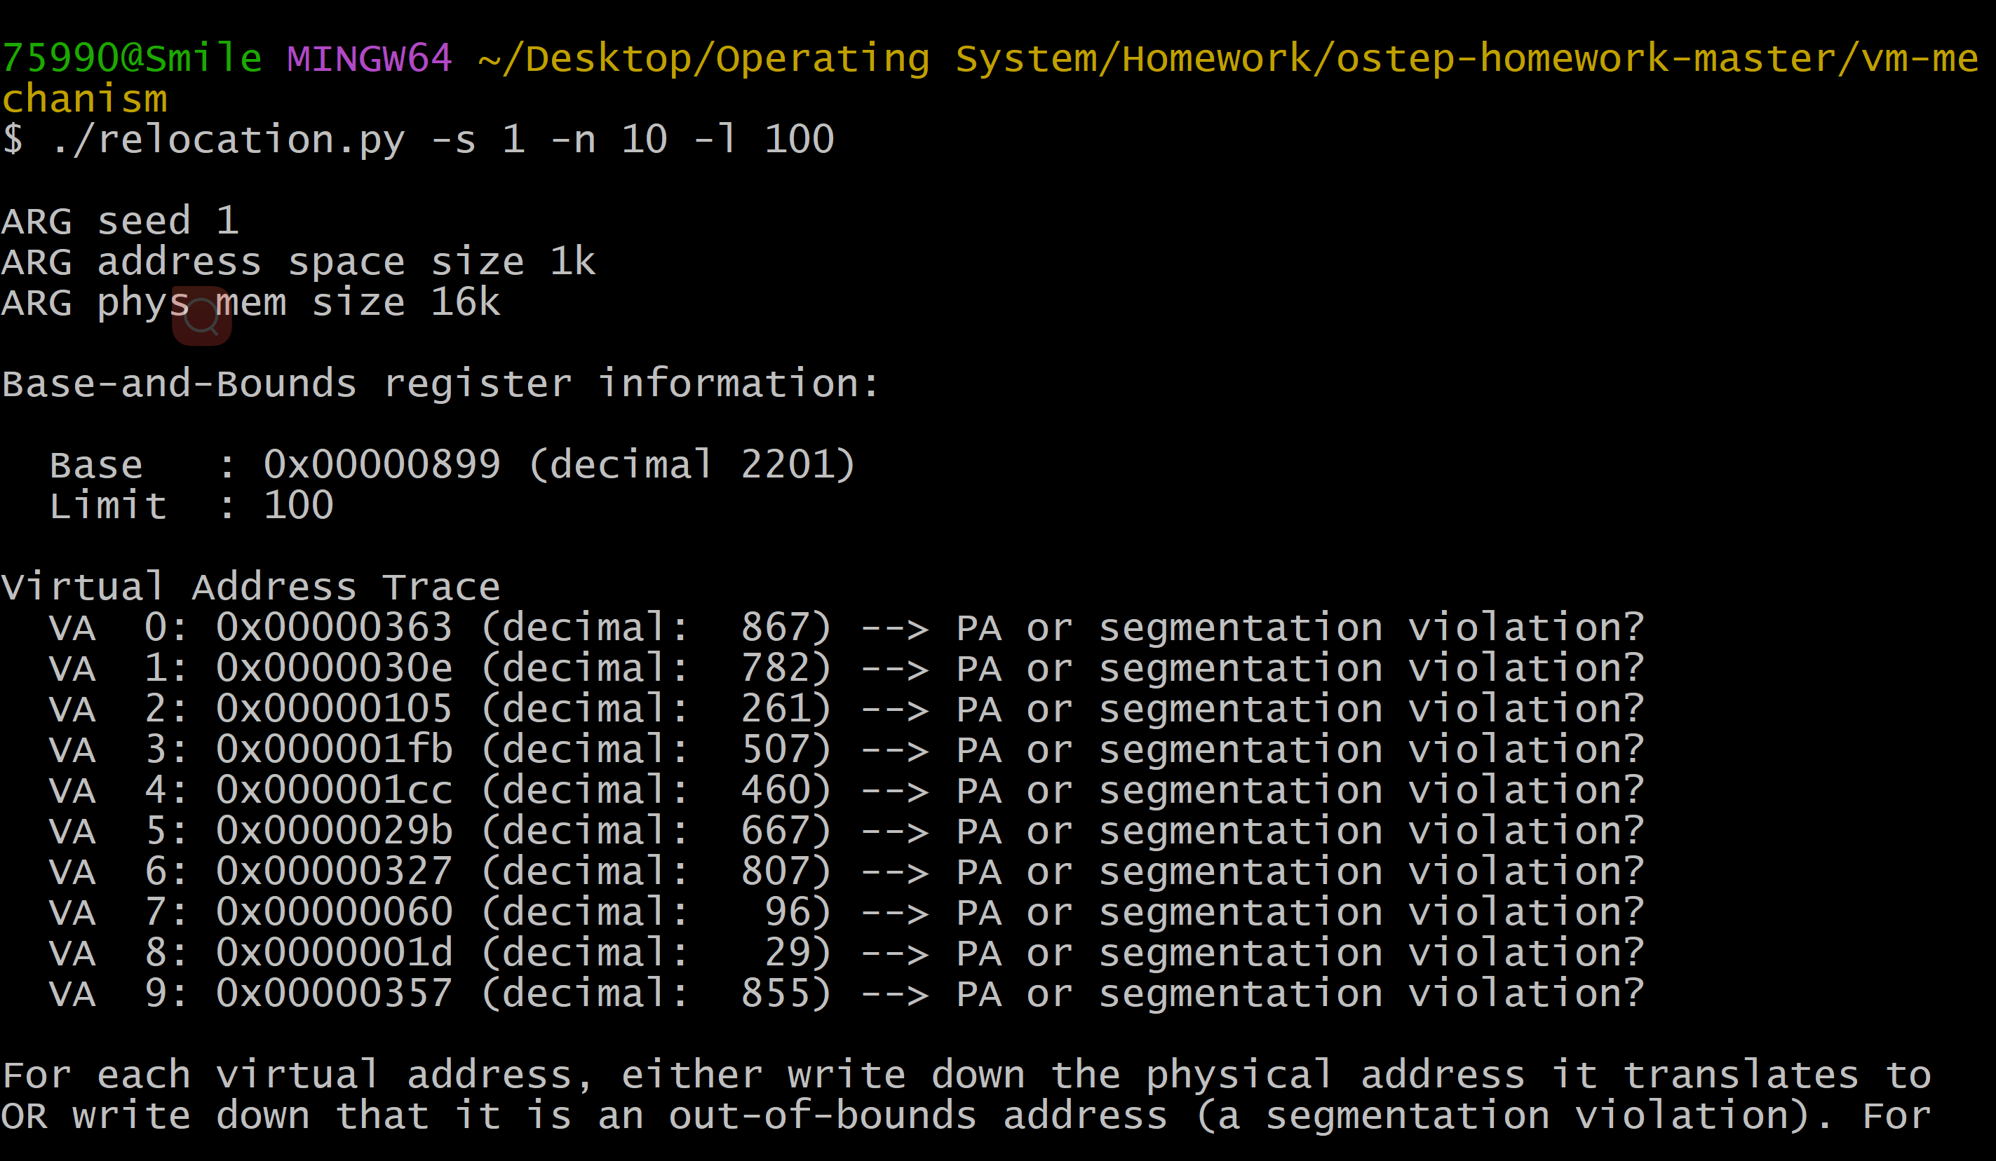 75990@Smile MINGW64 ~/Desktop/Operating System/Homework/ostep-homework-master/vm-me
chanism
$ ./relocation.py -s 1 -n 10 -l 100
ARG seed 1
ARG address space size 1k
ARG phys mem size 16k
Base-and-Bounds register information:
  Base   : 0x00000899 (decimal 2201)
  Limit  : 100
Virtual Address Trace
  VA  0: 0x00000363 (decimal:  867) --> PA or segmentation violation?
  VA  1: 0x0000030e (decimal:  782) --> PA or segmentation violation?
  VA  2: 0x00000105 (decimal:  261) --> PA or segmentation violation?
  VA  3: 0x000001fb (decimal:  507) --> PA or segmentation violation?
  VA  4: 0x000001cc (decimal:  460) --> PA or segmentation violation?
  VA  5: 0x0000029b (decimal:  667) --> PA or segmentation violation?
  VA  6: 0x00000327 (decimal:  807) --> PA or segmentation violation?
  VA  7: 0x00000060 (decimal:   96) --> PA or segmentation violation?
  VA  8: 0x0000001d (decimal:   29) --> PA or segmentation violation?
  VA  9: 0x00000357 (decimal:  855) --> PA or segmentation violation?
For each virtual address, either write down the physical address it translates to
OR write down that it is an out-of-bounds address (a segmentation violation). For